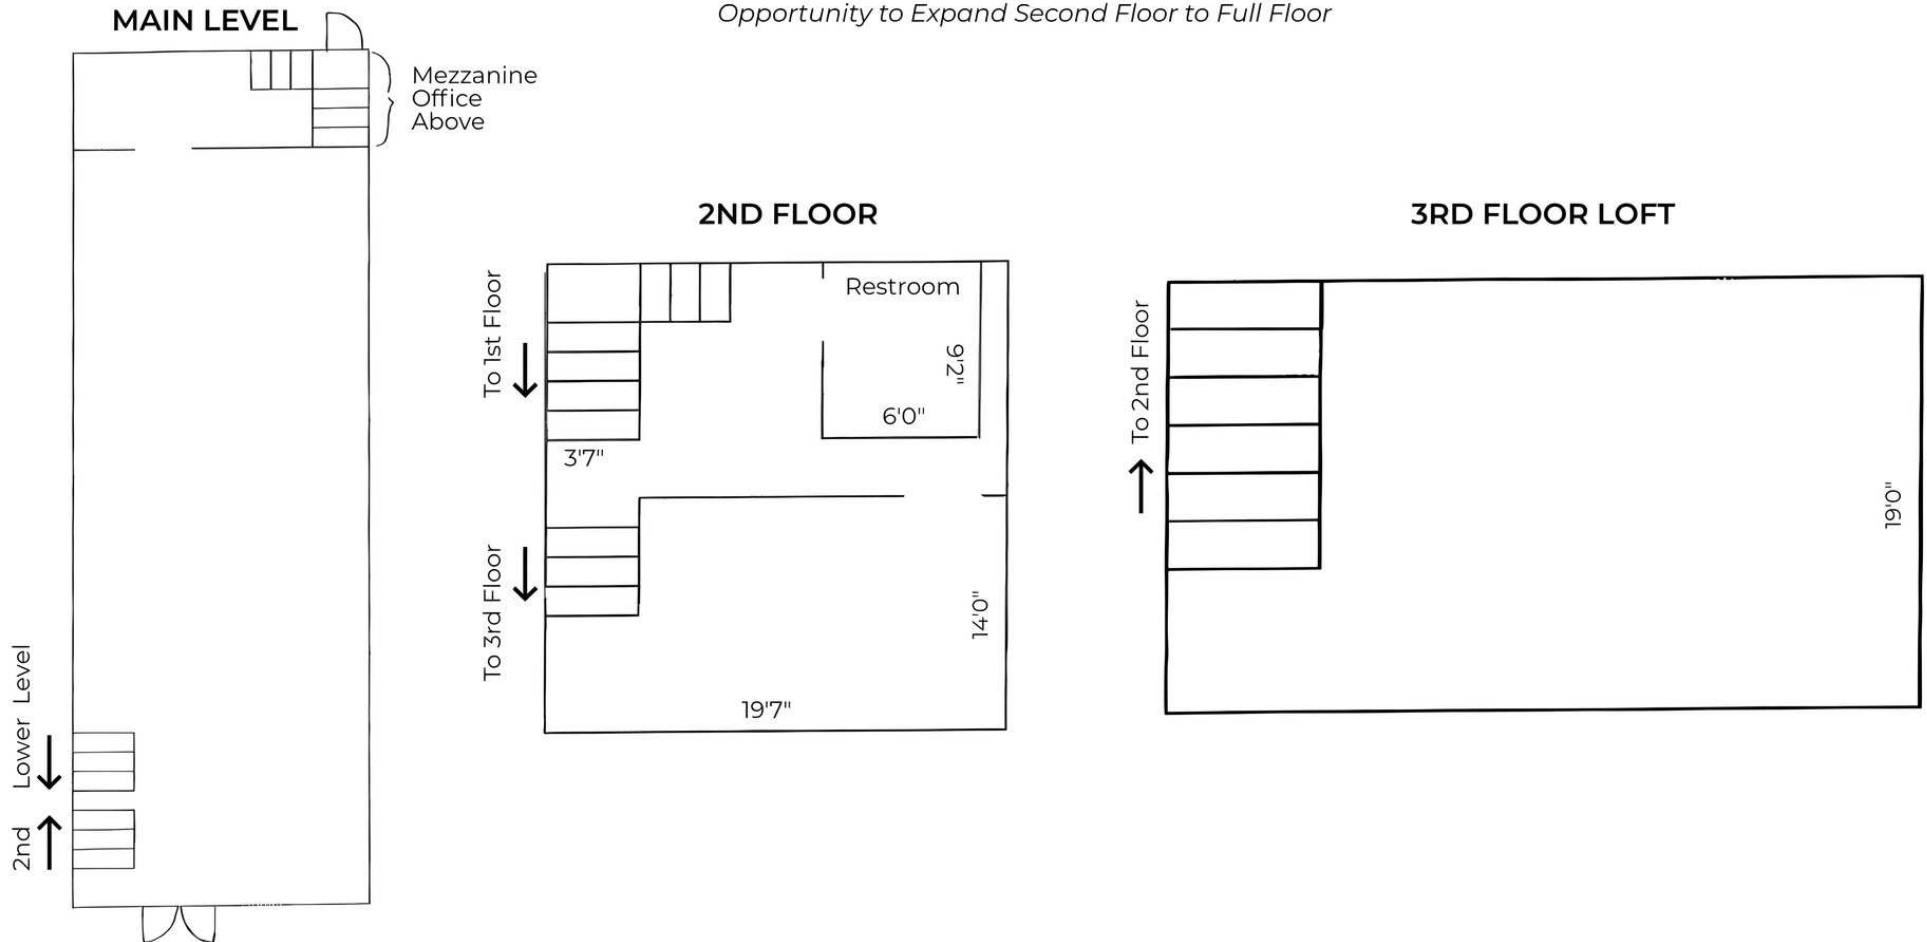 Opportunity to Expand Second Floor to Full Floor
MAIN LEVEL
Mezzanine
Office
Above
Lower Level
2nd
2ND FLOOR
To 1st Floor
Restroom
9'2"
6'0"
3'7"
To 3rd Floor
14'0"
19'7"
3RD FLOOR LOFT
To 2nd Floor
19'0"